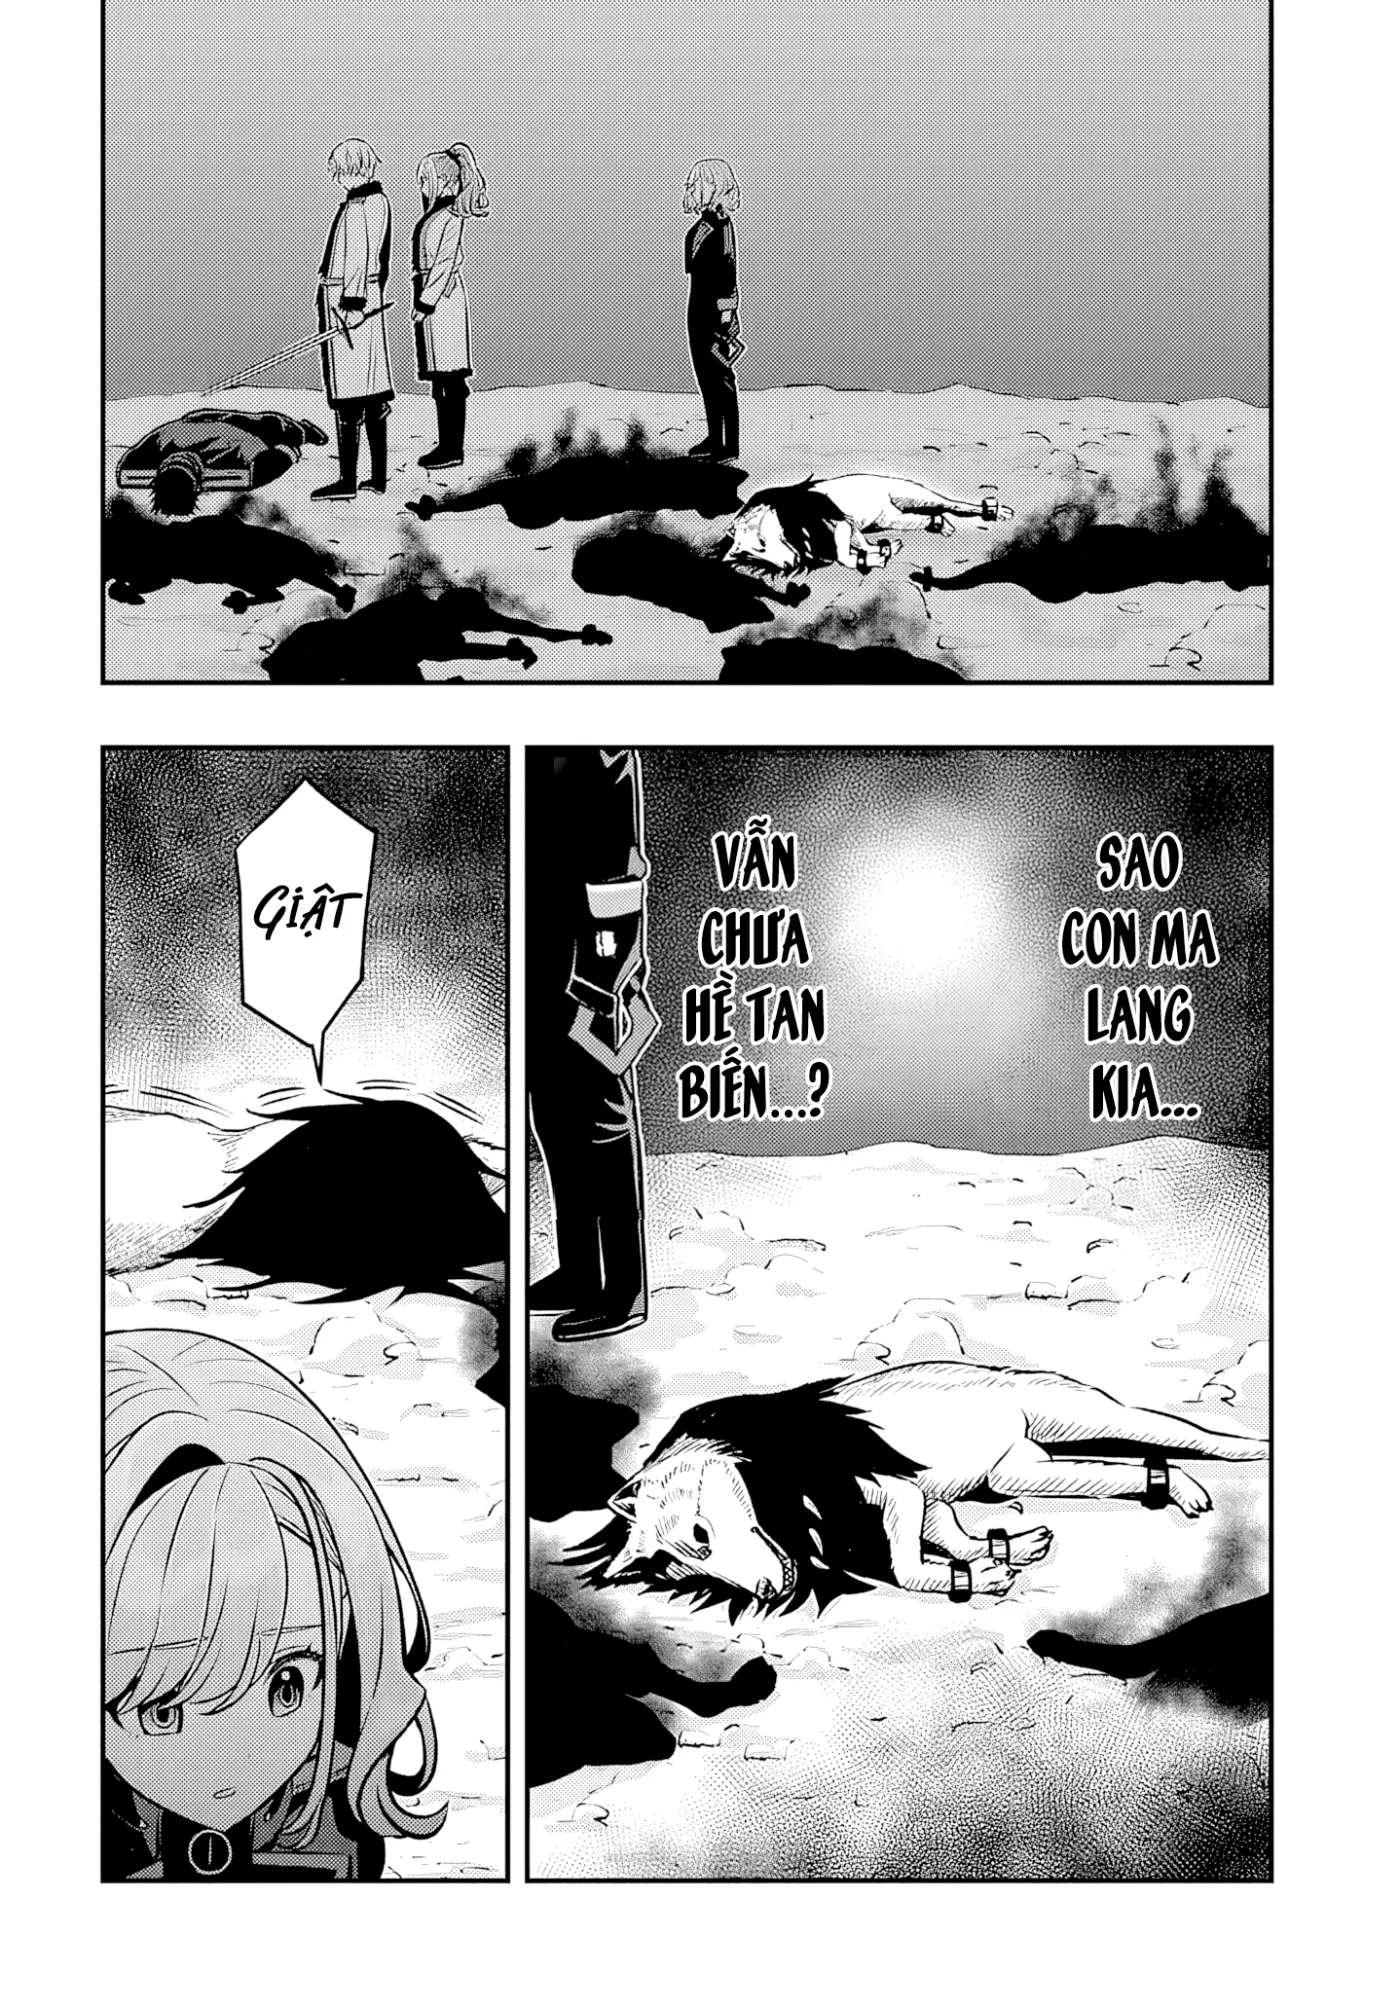 SAO
CON MA
LANG
KIA...
VẪN
CHƯA
HỀ TAN
BIẾN...?
GIẬT